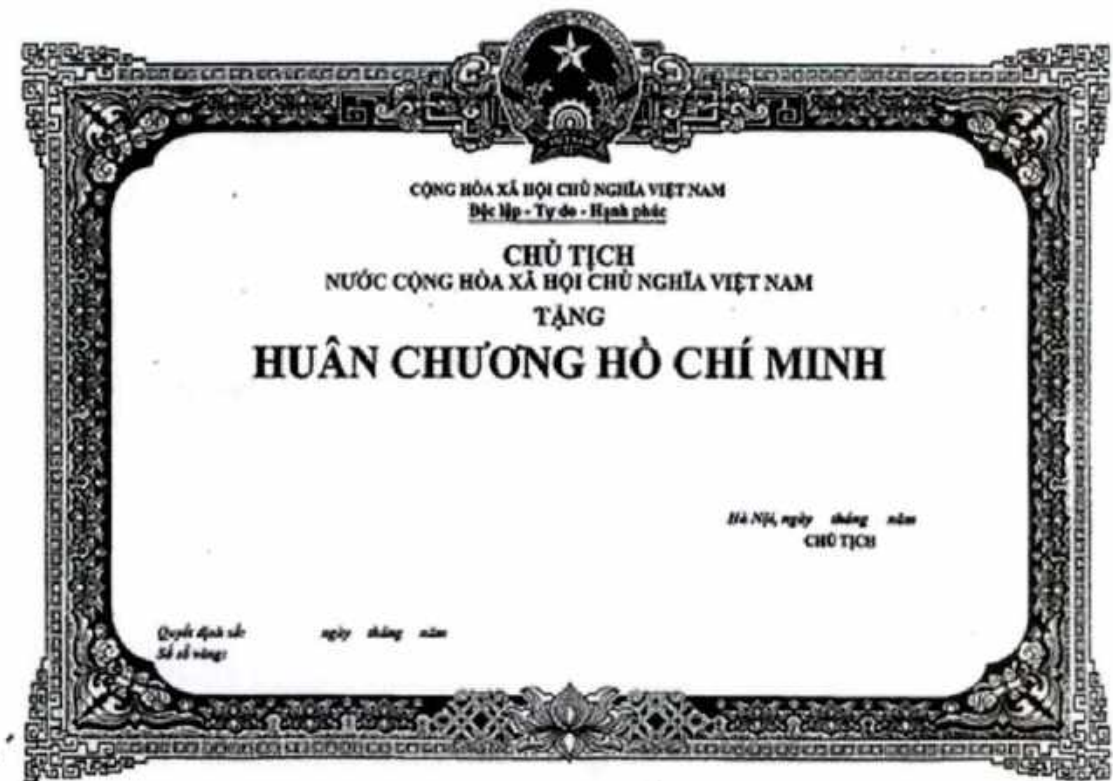 CỘNG HÒA XÃ HỘI CHỦ NGHĨA VIỆT NAM
Độc lập - Tự do - Hạnh phúc
CHỦ TỊCH
NƯỚC CỘNG HÒA XÃ HỘI CHỦ NGHĨA VIỆT NAM
TẶNG
HUÂN CHƯƠNG HỒ CHÍ MINH
Hà Nội, ngày tháng năm
CHỦ TỊCH
Quyết định số: ngày tháng năm
Số sổ vàng: